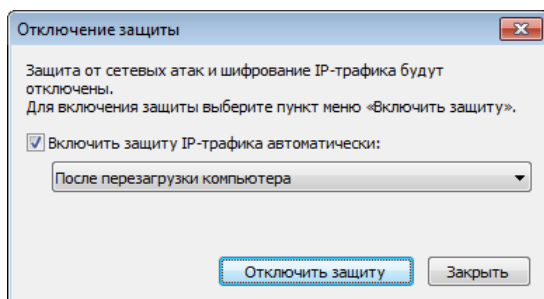 Отключение защиты
Защита от сетевых атак и шифрование IP-трафика будут
отключены.
Для включения защиты выберите пункт меню «Включить защиту».
Включить защиту IP-трафика автоматически:
После перезагрузки компьютера
Отключить защиту
Закрыть